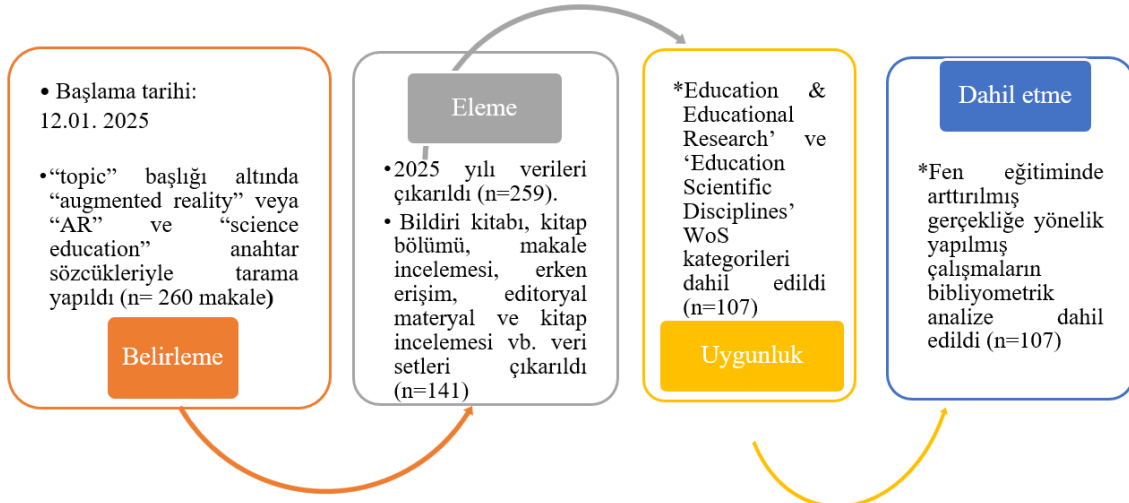 • Başlama tarihi:
12.01. 2025
•“topic” başlığı altında
“augmented reality” veya
“AR” ve “science
education” anahtar
sözcükleriyle tarama
yapıldı (n= 260 makale)
Belirleme
Eleme
•2025 yılı verileri
çıkarıldı (n=259).
• Bildiri kitabı, kitap
bölümü, makale
incelemesi, erken
erişim, editoryal
materyal ve kitap
incelemesi vb. veri
setleri çıkarıldı
(n=141)
*Education &
Educational
Research’ ve
‘Education
Scientific
Disciplines’
WoS
kategorileri
dahil edildi
(n=107)
Uygunluk
Dahil etme
*Fen eğitiminde
arttırılmış
gerçekliğe yönelik
yapılmış
çalışmaların
bibliyometrik
analize dahil
edildi (n=107)